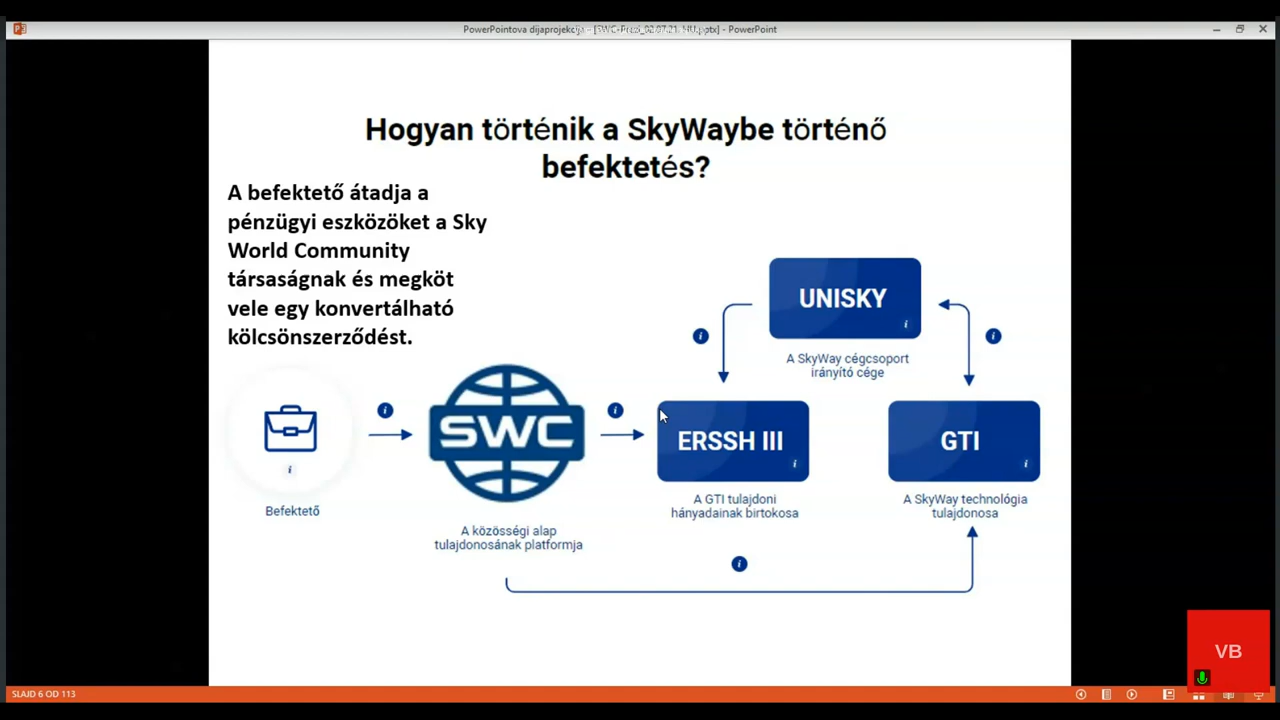 PowerPointova dijaprojekcija - [SWC-Prezi_02.07.21. HU.pptx] - PowerPoint
Hogyan történik a SkyWaybe történő
befektetés?
A befektető átadja a
pénzügyi eszközöket a Sky
World Community
társaságnak és megköt
vele egy konvertálható
kölcsönszerződést.
UNISKY
A SkyWay cégcsoport
irányító cége
SWC
ERSSH III
GTI
Befektető
A GTI tulajdoni
hányadainak birtokosa
A SkyWay technológia
tulajdonosa
A közösségi alap
tulajdonosának platformja
VB
SLAJD 6 OD 113